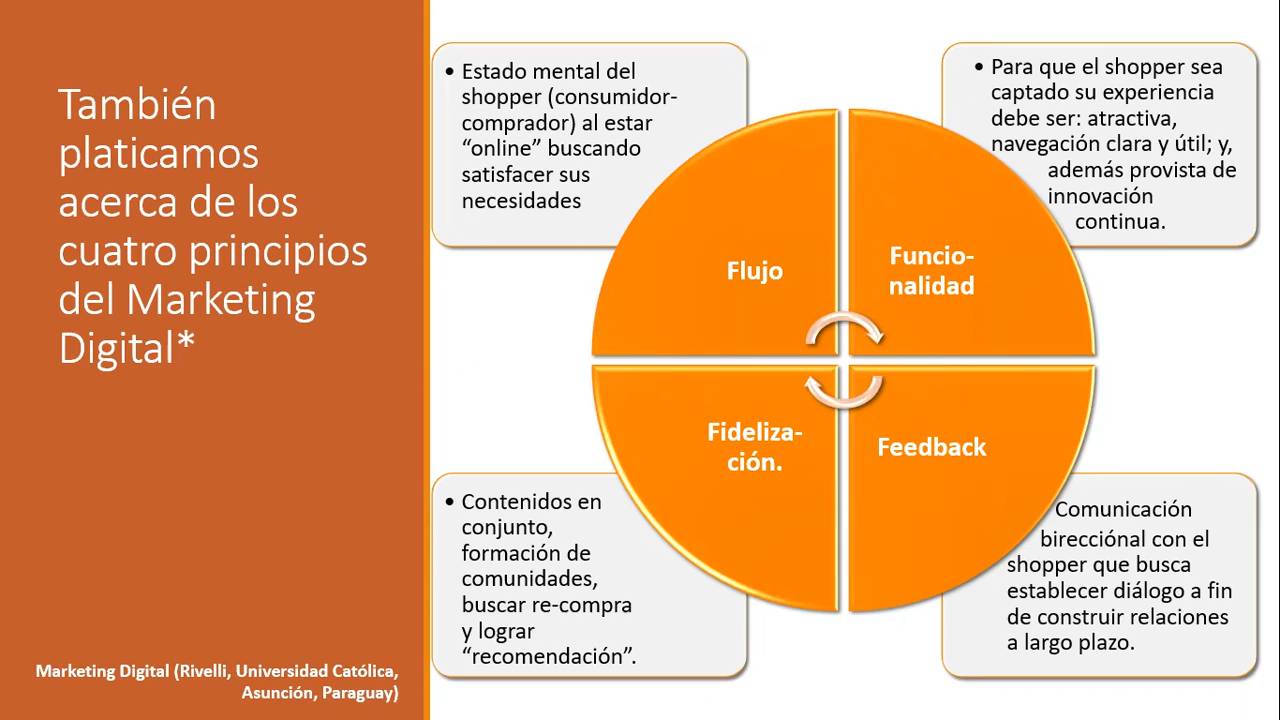 También
platicamos
acerca de los
cuatro principios
del Marketing
Digital*
Marketing Digital (Rivelli, Universidad Católica,
Asunción, Paraguay)
• Estado mental del
shopper (consumidor-
comprador) al estar
“online” buscando
satisfacer sus
necesidades
• Para que el shopper sea
captado su experiencia
debe ser: atractiva,
navegación clara y útil; y,
además provista de
innovación
continua.
Flujo
Funcio-
nalidad
Fideliza-
ción.
Feedback
• Contenidos en
conjunto,
formación de
comunidades,
buscar re-compra
y lograr
“recomendación”.
Comunicación
birecciónal con el
shopper que busca
establecer diálogo a fin
de construir relaciones
a largo plazo.